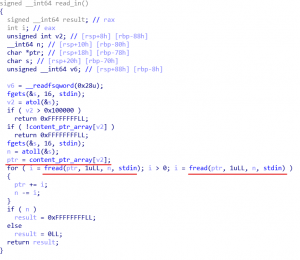 signed __int64 read_in()
{
signed __int64 result; // rax
int i; // eax
unsigned int v2; // [rsp+8h] [rbp-88h]
__int64 n; // [rsp+10h] [rbp-80h]
char *ptr; // [rsp+18h] [rbp-78h]
char s; // [rsp+20h] [rbp-70h]
unsigned __int64 v6; // [rsp+88h] [rbp-8h]
v6 = __readfsqword(0x28u);
fgets(&s, 16, stdin);
v2 = atol(&s);
if ( v2 > 0x100000 )
return 0xFFFFFFFFLL;
if ( !content_ptr_array[v2] )
return 0xFFFFFFFFLL;
fgets(&s, 16, stdin);
n = atoll(&s);
ptr = content_ptr_array[v2];
for ( i = fread(ptr, 1uLL, n, stdin); i > 0; i = fread(ptr, 1uLL, n, stdin) )
{
ptr += i;
n -= i;
}
if ( n )
result = 0xFFFFFFFFLL;
else
result = 0LL;
return result;
}